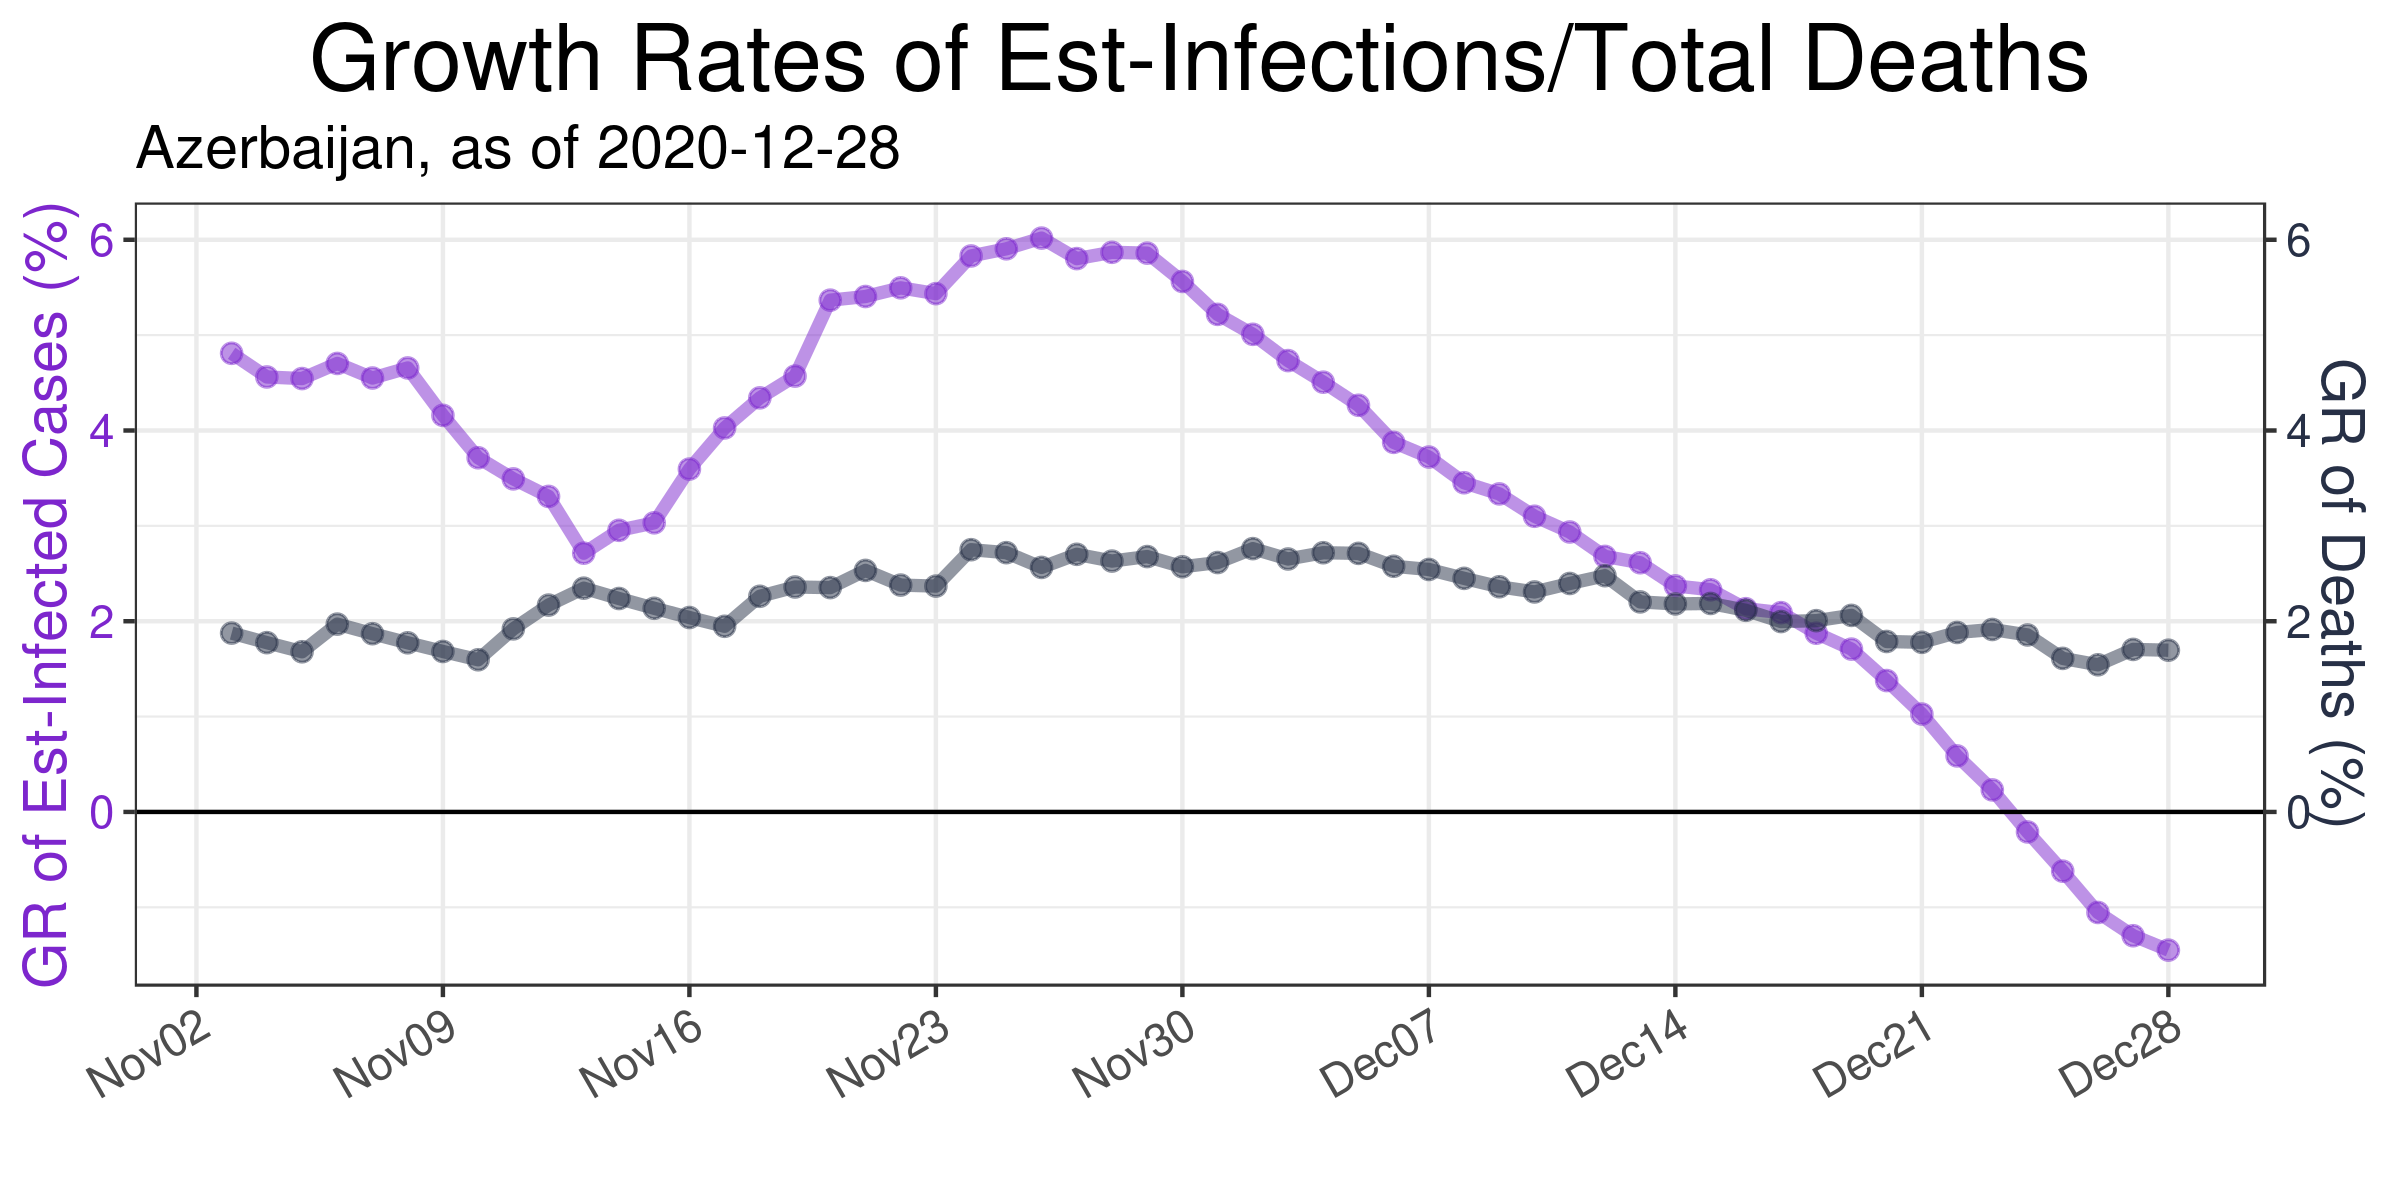 Growth Rates of Est-Infections/Total Deaths
Azerbaijan, as of 2020-12-28
GR of Est-Infected Cases (%)
6
4
2
0
6
4
2
0
GR of Deaths (%)
Nov02 Nov09 Nov16 Nov23 Nov30 Dec07 Dec14 Dec21 Dec28